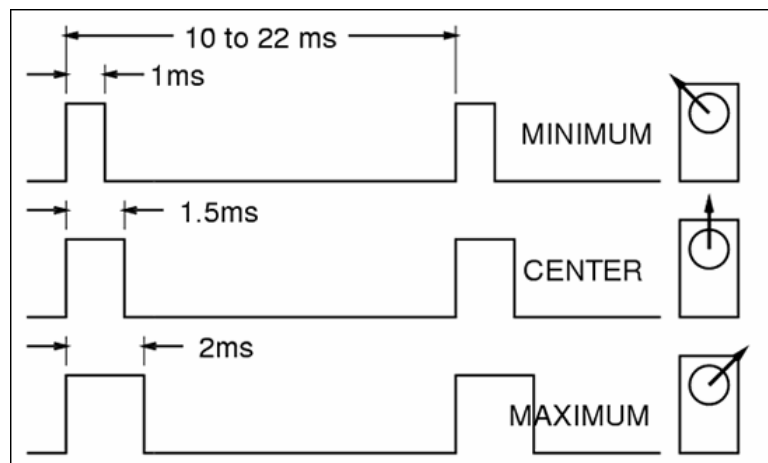 10 to 22 ms
1ms
MINIMUM
1.5ms
CENTER
2ms
MAXIMUM